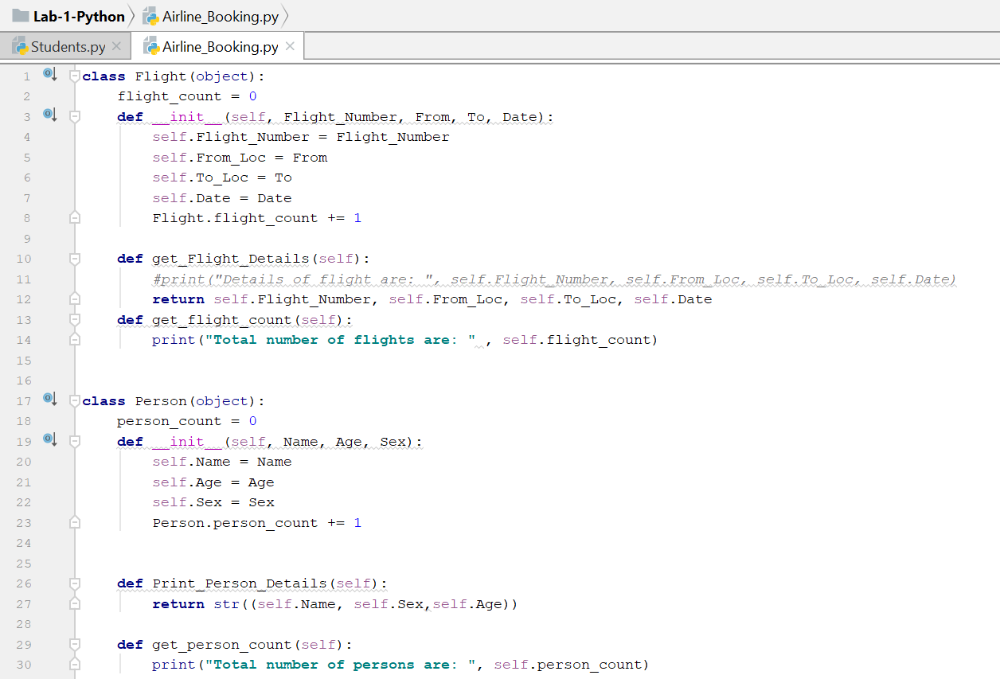 Lab-1-Python Airline_Booking.py
Students.py Airline_Booking.py
1 class Flight(object):
2     flight_count = 0
3     def __init__(self, Flight_Number, From, To, Date):
4         self.Flight_Number = Flight_Number
5         self.From_Loc = From
6         self.To_Loc = To
7         self.Date = Date
8         Flight.flight_count += 1
9
10     def get_Flight_Details(self):
11         #print("Details of flight are: ", self.Flight_Number, self.From_Loc, self.To_Loc, self.Date)
12         return self.Flight_Number, self.From_Loc, self.To_Loc, self.Date
13     def get_flight_count(self):
14         print("Total number of flights are: " , self.flight_count)
15
16
17 class Person(object):
18     person_count = 0
19     def __init__(self, Name, Age, Sex):
20         self.Name = Name
21         self.Age = Age
22         self.Sex = Sex
23         Person.person_count += 1
24
25
26     def Print_Person_Details(self):
27         return str((self.Name, self.Sex,self.Age))
28
29     def get_person_count(self):
30         print("Total number of persons are: ", self.person_count)